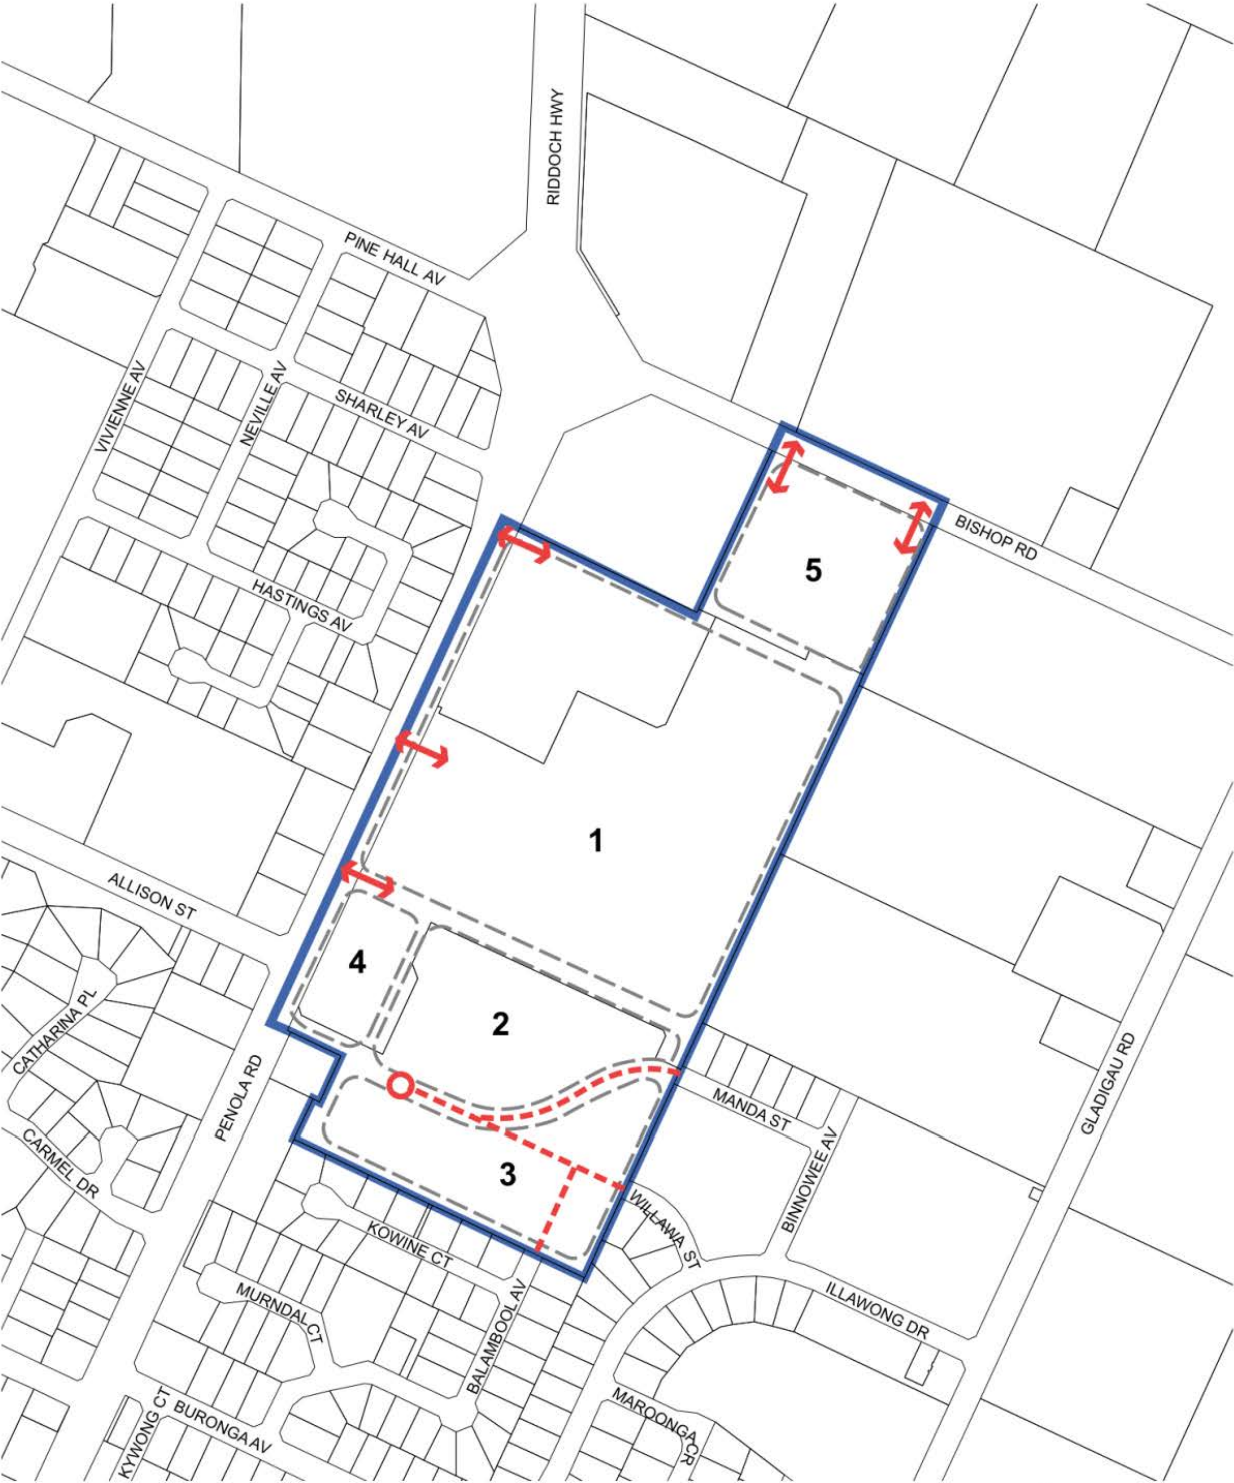 RIDDOCH HWY
PINE HALL AV
VIVIENNE AV
NEVILLE AV
SHARLEY AV
BISHOP RD
5
HASTINGS AV
1
ALLISON ST
4
2
CATHARINA PL
PENOLA RD
MANDA ST
GLADIGAU RD
CARMEL DR
3
BINNOWEE AV
WILLAWA ST
KOWINE CT
MURNDAL CT
ILLAWONG DR
BALAMBOOL AV
MAROONGA CR
KYWONG CT
BURONGA AV